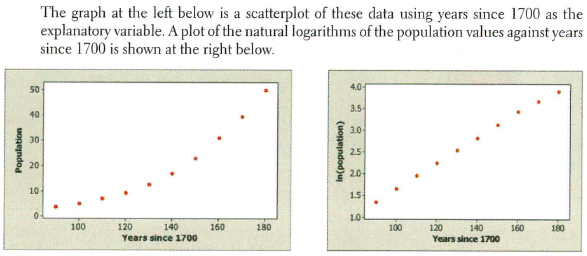 The graph at the left below is a scatterplot of these data using years since 1700 as the
explanatory variable. A plot of the natural logarithms of the population values against years
since 1700 is shown at the right below.
50
40
30
20
10
0
Population
100 120 140 160 180
Years since 1700
4.0
3.5
3.0
2.5
2.0
1.5
1.0
ln(population)
100 120 140 160 180
Years since 1700